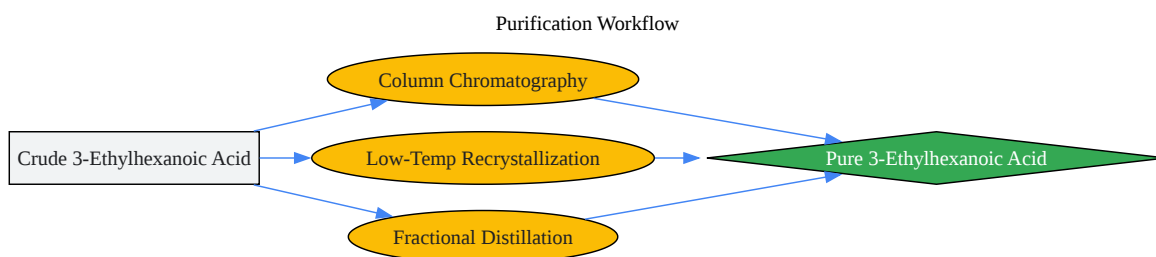 Purification Workflow
Column Chromatography
Crude 3-Ethylhexanoic Acid
Low-Temp Recrystallization
Pure 3-Ethylhexanoic Acid
Fractional Distillation